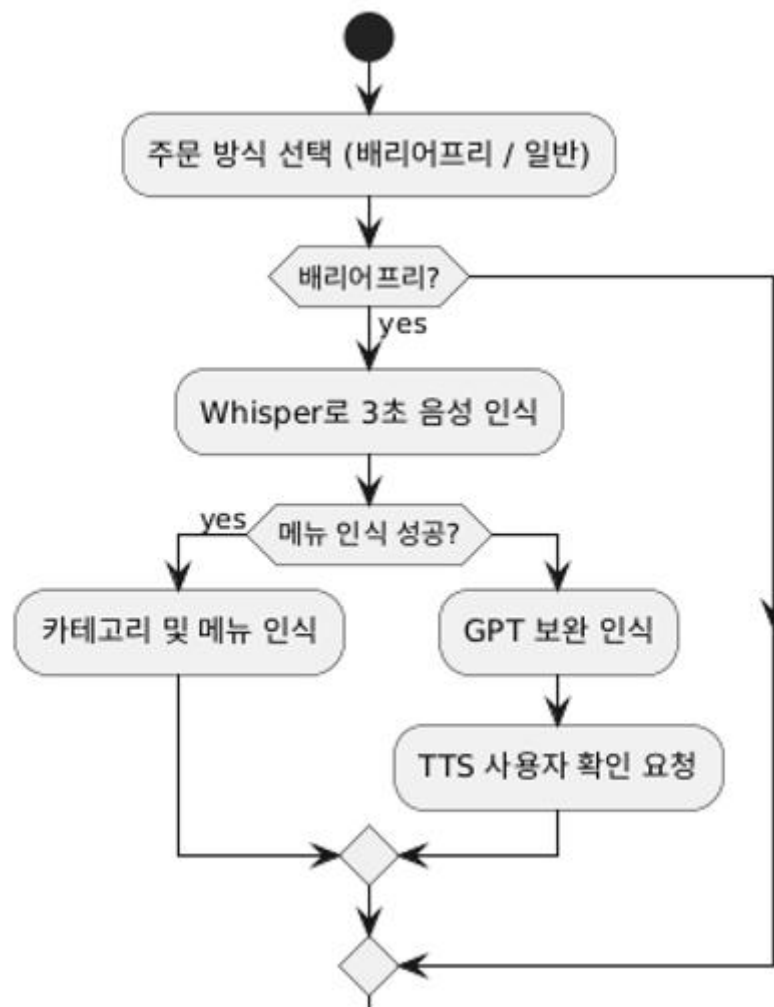 주문 방식 선택 (배리어프리 / 일반)
배리어프리?
yes
Whisper로 3초 음성 인식
yes
메뉴 인식 성공?
카테고리 및 메뉴 인식
GPT 보완 인식
TTS 사용자 확인 요청